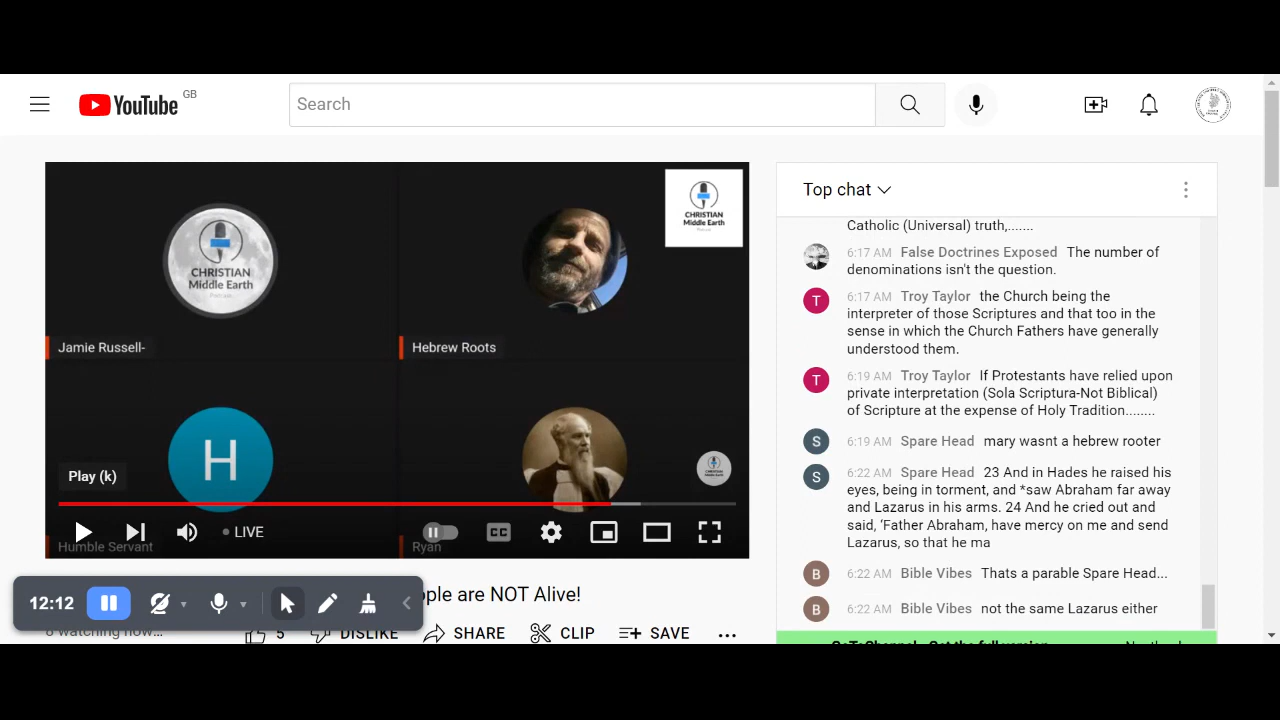 YouTube GB
Search
CHRISTIAN
Middle Earth
Podcast
CHRISTIAN
Middle Earth
Podcast
Jamie Russell-
Hebrew Roots
H
Play (k)
LIVE
CC
Humble Servant
Ryan
12:12
ople are NOT Alive!
8 watching now...
5
DISLIKE
SHARE
CLIP
SAVE
Top chat
Catholic (Universal) truth,.......
6:17 AM False Doctrines Exposed The number of
denominations isn't the question.
T
6:17 AM Troy Taylor the Church being the
interpreter of those Scriptures and that too in the
sense in which the Church Fathers have generally
understood them.
T
6:19 AM Troy Taylor If Protestants have relied upon
private interpretation (Sola Scriptura-Not Biblical)
of Scripture at the expense of Holy Tradition........
S
6:19 AM Spare Head mary wasnt a hebrew rooter
S
6:22 AM Spare Head 23 And in Hades he raised his
eyes, being in torment, and *saw Abraham far away
and Lazarus in his arms. 24 And he cried out and
said, ‘Father Abraham, have mercy on me and send
Lazarus, so that he ma
B
6:22 AM Bible Vibes Thats a parable Spare Head...
B
6:22 AM Bible Vibes not the same Lazarus either